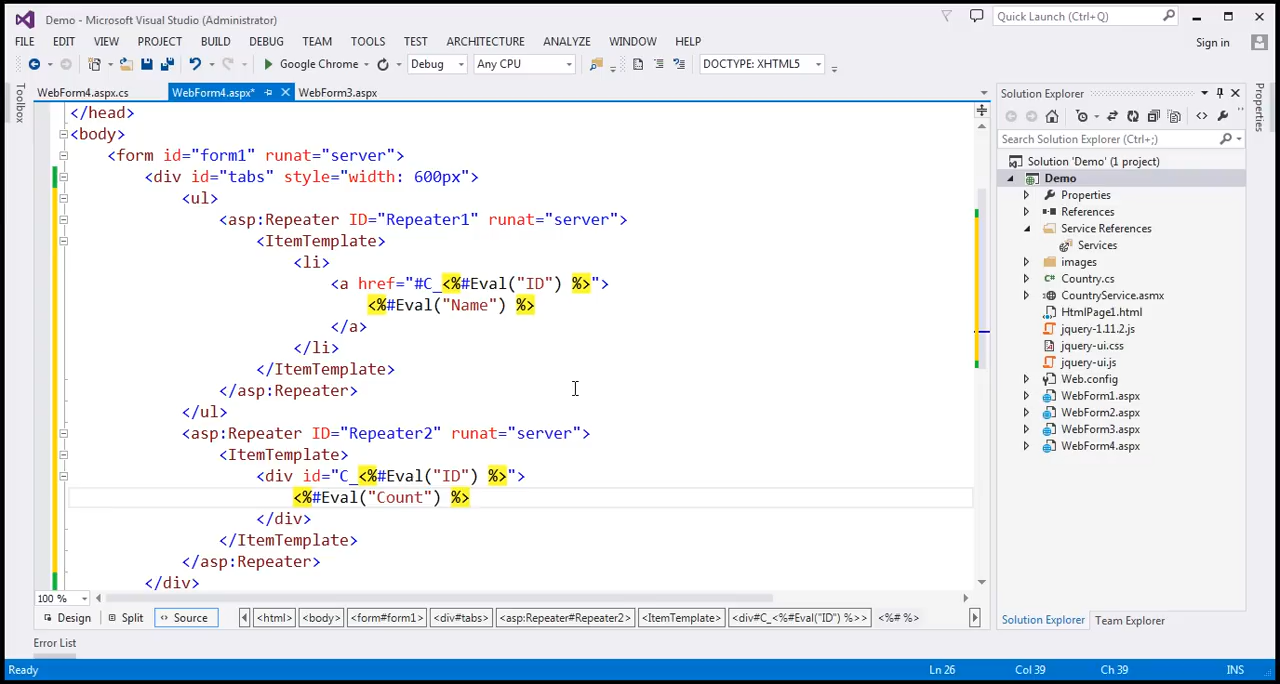 Demo - Microsoft Visual Studio (Administrator)
Quick Launch (Ctrl+Q)
FILE EDIT VIEW PROJECT BUILD DEBUG TEAM TOOLS TEST ARCHITECTURE ANALYZE WINDOW HELP
Sign in
Google Chrome Debug Any CPU DOCTYPE: XHTML5
Toolbox
WebForm4.aspx.cs WebForm4.aspx* WebForm3.aspx
</head>
<body>
<form id="form1" runat="server">
<div id="tabs" style="width: 600px">
<ul>
<asp:Repeater ID="Repeater1" runat="server">
<ItemTemplate>
<li>
<a href="#C_<%#Eval("ID") %>">
<%#Eval("Name") %>
</a>
</li>
</ItemTemplate>
</asp:Repeater>
</ul>
<asp:Repeater ID="Repeater2" runat="server">
<ItemTemplate>
<div id="C_<%#Eval("ID") %>">
<%#Eval("Count") %>
</div>
</ItemTemplate>
</asp:Repeater>
</div>
100 %
Design Split Source <html> <body> <form#form1> <div#tabs> <asp:Repeater#Repeater2> <ItemTemplate> <div#C_<%#Eval("ID") %>> <%# %>
Error List
Ready Ln 26 Col 39 Ch 39 INS
Solution Explorer
Search Solution Explorer (Ctrl+;)
Solution 'Demo' (1 project)
Demo
Properties
References
Service References
Services
images
Country.cs
CountryService.asmx
HtmlPage1.html
jquery-1.11.2.js
jquery-ui.css
jquery-ui.js
Web.config
WebForm1.aspx
WebForm2.aspx
WebForm3.aspx
WebForm4.aspx
Solution Explorer Team Explorer
Properties